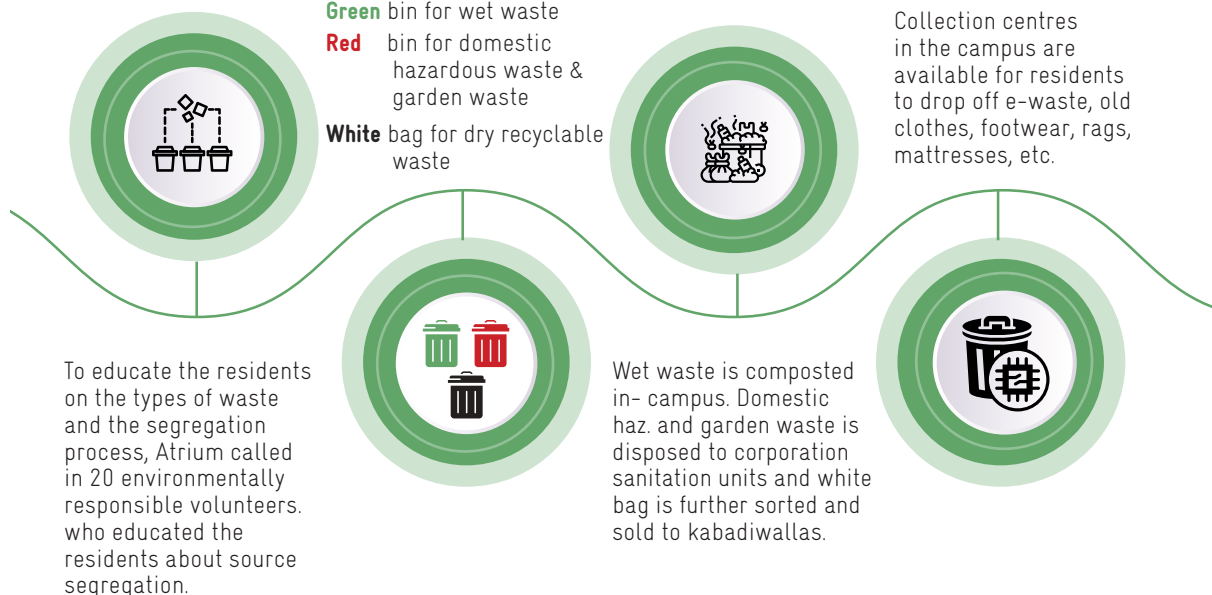 Green bin for wet waste
Red bin for domestic
hazardous waste &
garden waste
White bag for dry recyclable
waste
Collection centres
in the campus are
available for residents
to drop off e-waste, old
clothes, footwear, rags,
mattresses, etc.
To educate the residents
on the types of waste
and the segregation
process, Atrium called
in 20 environmentally
responsible volunteers.
who educated the
residents about source
segregation.
Wet waste is composted
in- campus. Domestic
haz. and garden waste is
disposed to corporation
sanitation units and white
bag is further sorted and
sold to kabadiwallas.